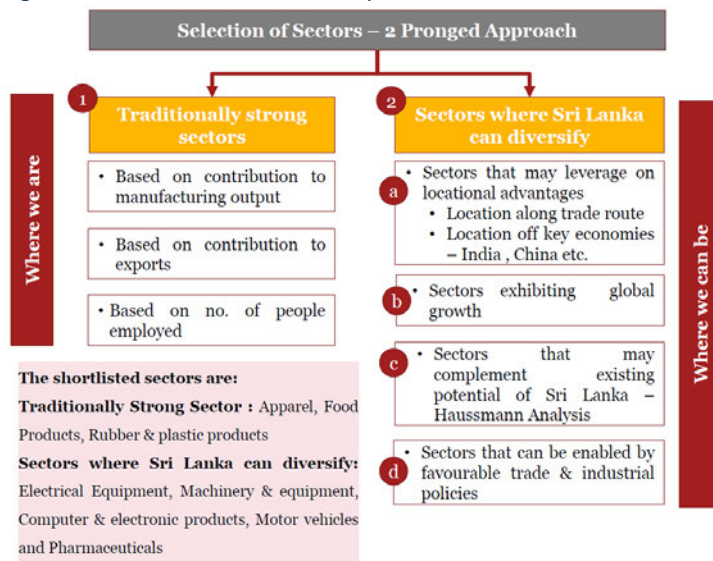 Selection of Sectors – 2 Pronged Approach
Where we are
1
Traditionally strong
sectors
• Based on contribution to
manufacturing output
• Based on contribution to
exports
• Based on no. of people
employed
The shortlisted sectors are:
Traditionally Strong Sector : Apparel, Food
Products, Rubber & plastic products
Sectors where Sri Lanka can diversify:
Electrical Equipment, Machinery & equipment,
Computer & electronic products, Motor vehicles
and Pharmaceuticals
2
Sectors where Sri Lanka
can diversify
a
• Sectors that may leverage on
locational advantages
• Location along trade route
• Location off key economies
– India , China etc.
b
• Sectors exhibiting global
growth
c
• Sectors that may
complement existing
potential of Sri Lanka –
Haussmann Analysis
d
• Sectors that can be enabled by
favourable trade & industrial
policies
Where we can be